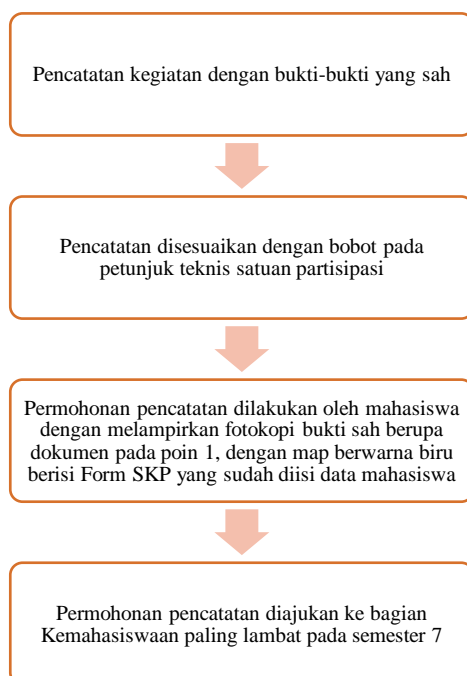 Pencatatan kegiatan dengan bukti-bukti yang sah
Pencatatan disesuaikan dengan bobot pada
petunjuk teknis satuan partisipasi
Permohonan pencatatan dilakukan oleh mahasiswa
dengan melampirkan fotokopi bukti sah berupa
dokumen pada poin 1, dengan map berwarna biru
berisi Form SKP yang sudah diisi data mahasiswa
Permohonan pencatatan diajukan ke bagian
Kemahasiswaan paling lambat pada semester 7